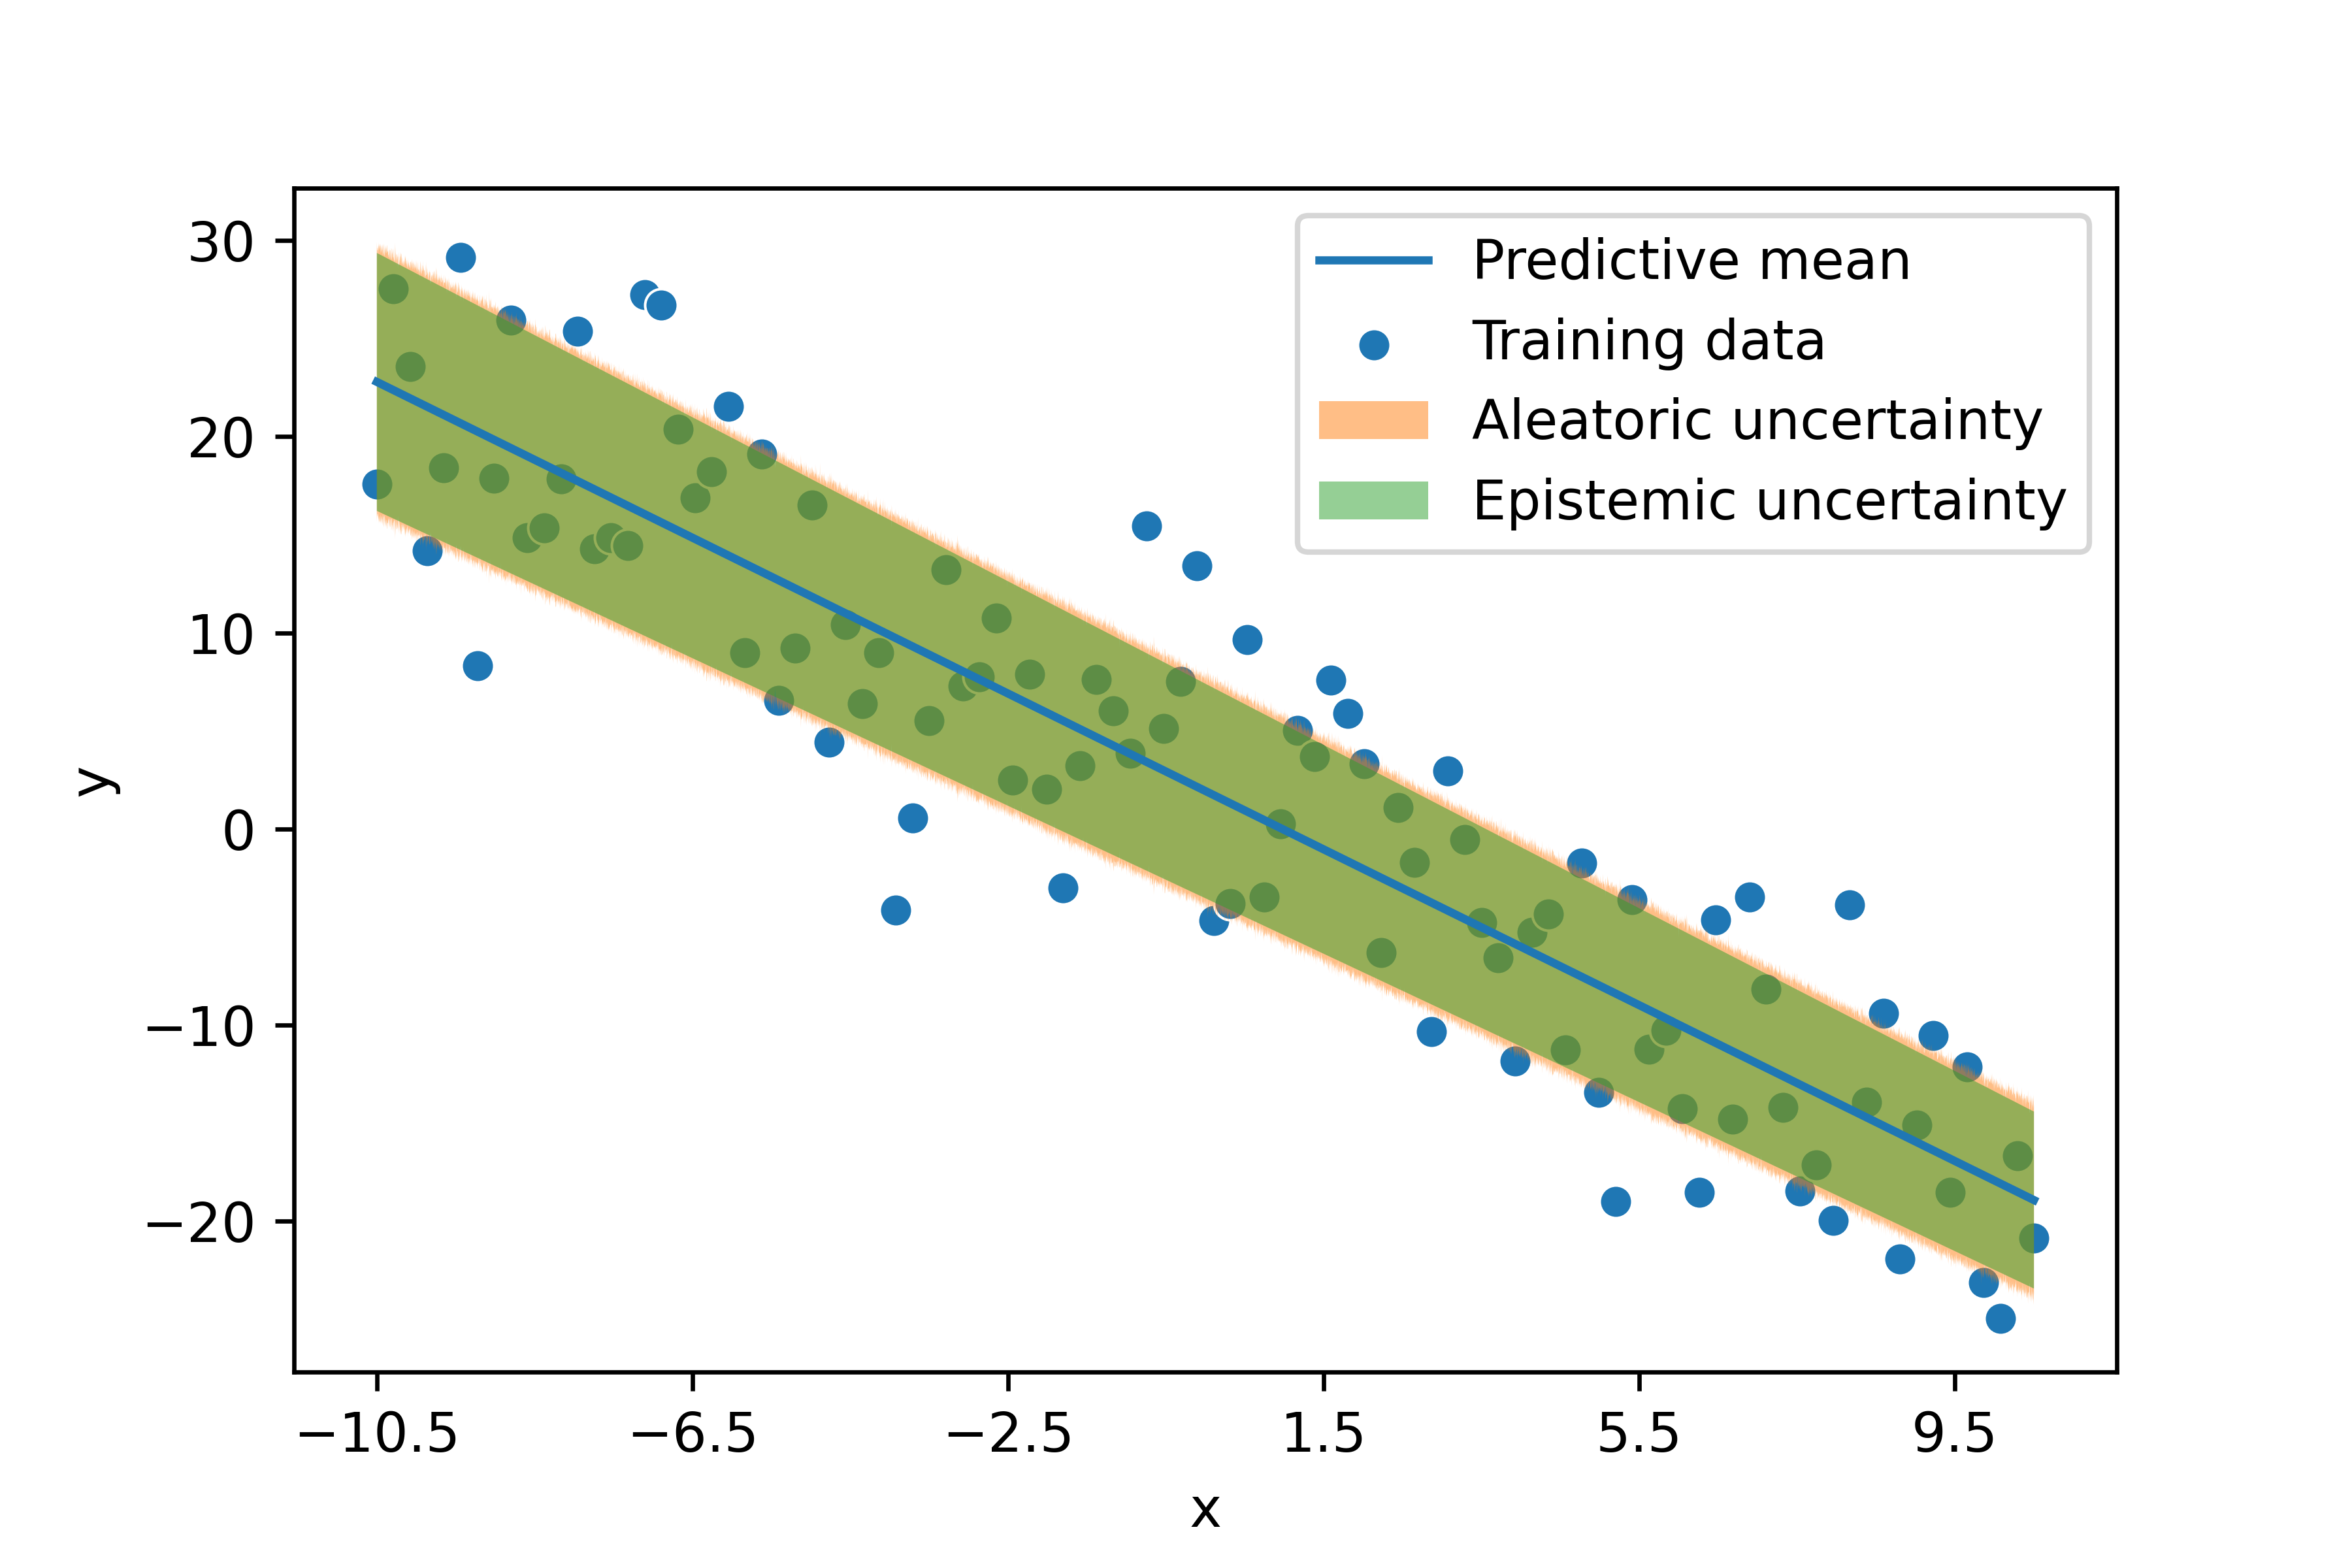 Predictive mean
Training data
Aleatoric uncertainty
Epistemic uncertainty
30
20
10
0
−10
−20
y
−10.5 −6.5 −2.5 1.5 5.5 9.5
x